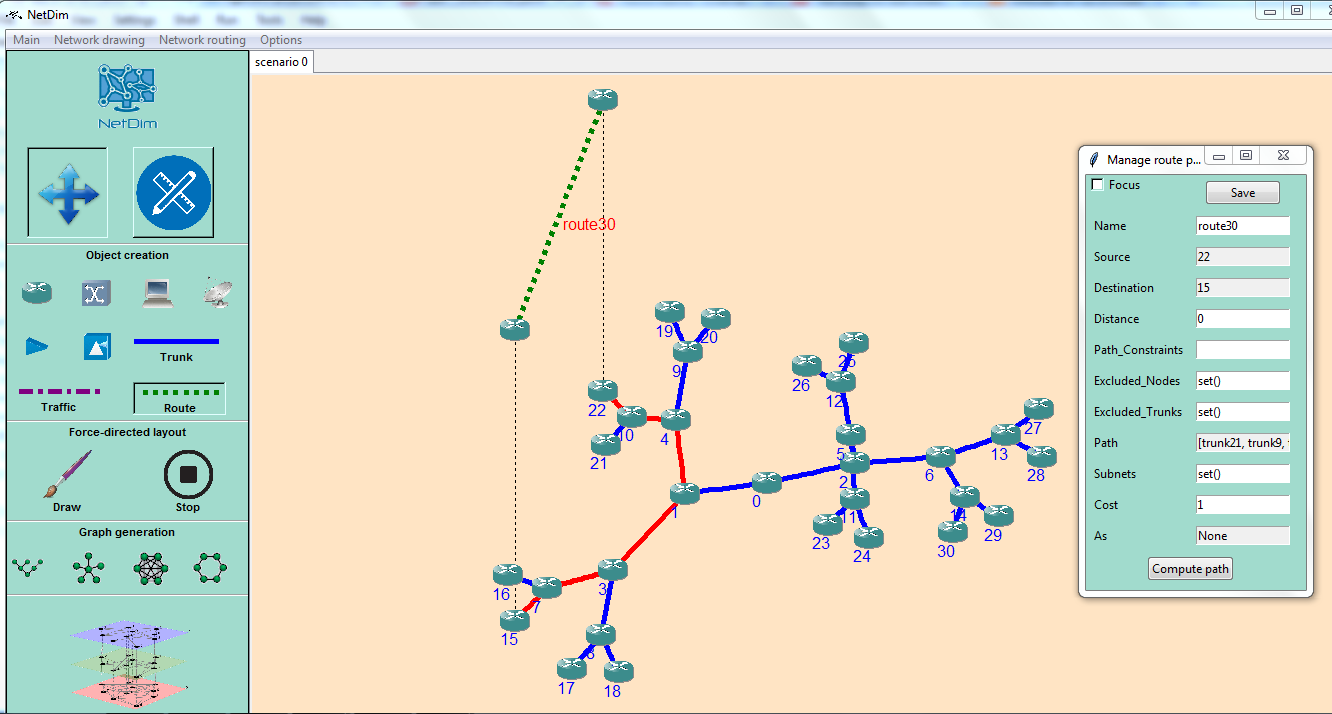 NetDim
Main Network drawing Network routing Options
scenario 0
NetDim
Object creation
Trunk
Traffic
Route
Force-directed layout
Draw
Stop
Graph generation
route30
19
20
9
22
10
4
21
25
26
12
5
2
27
13
28
6
1
0
11
14
23
24
30
29
3
16
7
15
8
17
18
Manage route p...
Focus
Save
Name route30
Source 22
Destination 15
Distance 0
Path_Constraints
Excluded_Nodes set()
Excluded_Trunks set()
Path [trunk21, trunk9,
Subnets set()
Cost 1
As None
Compute path